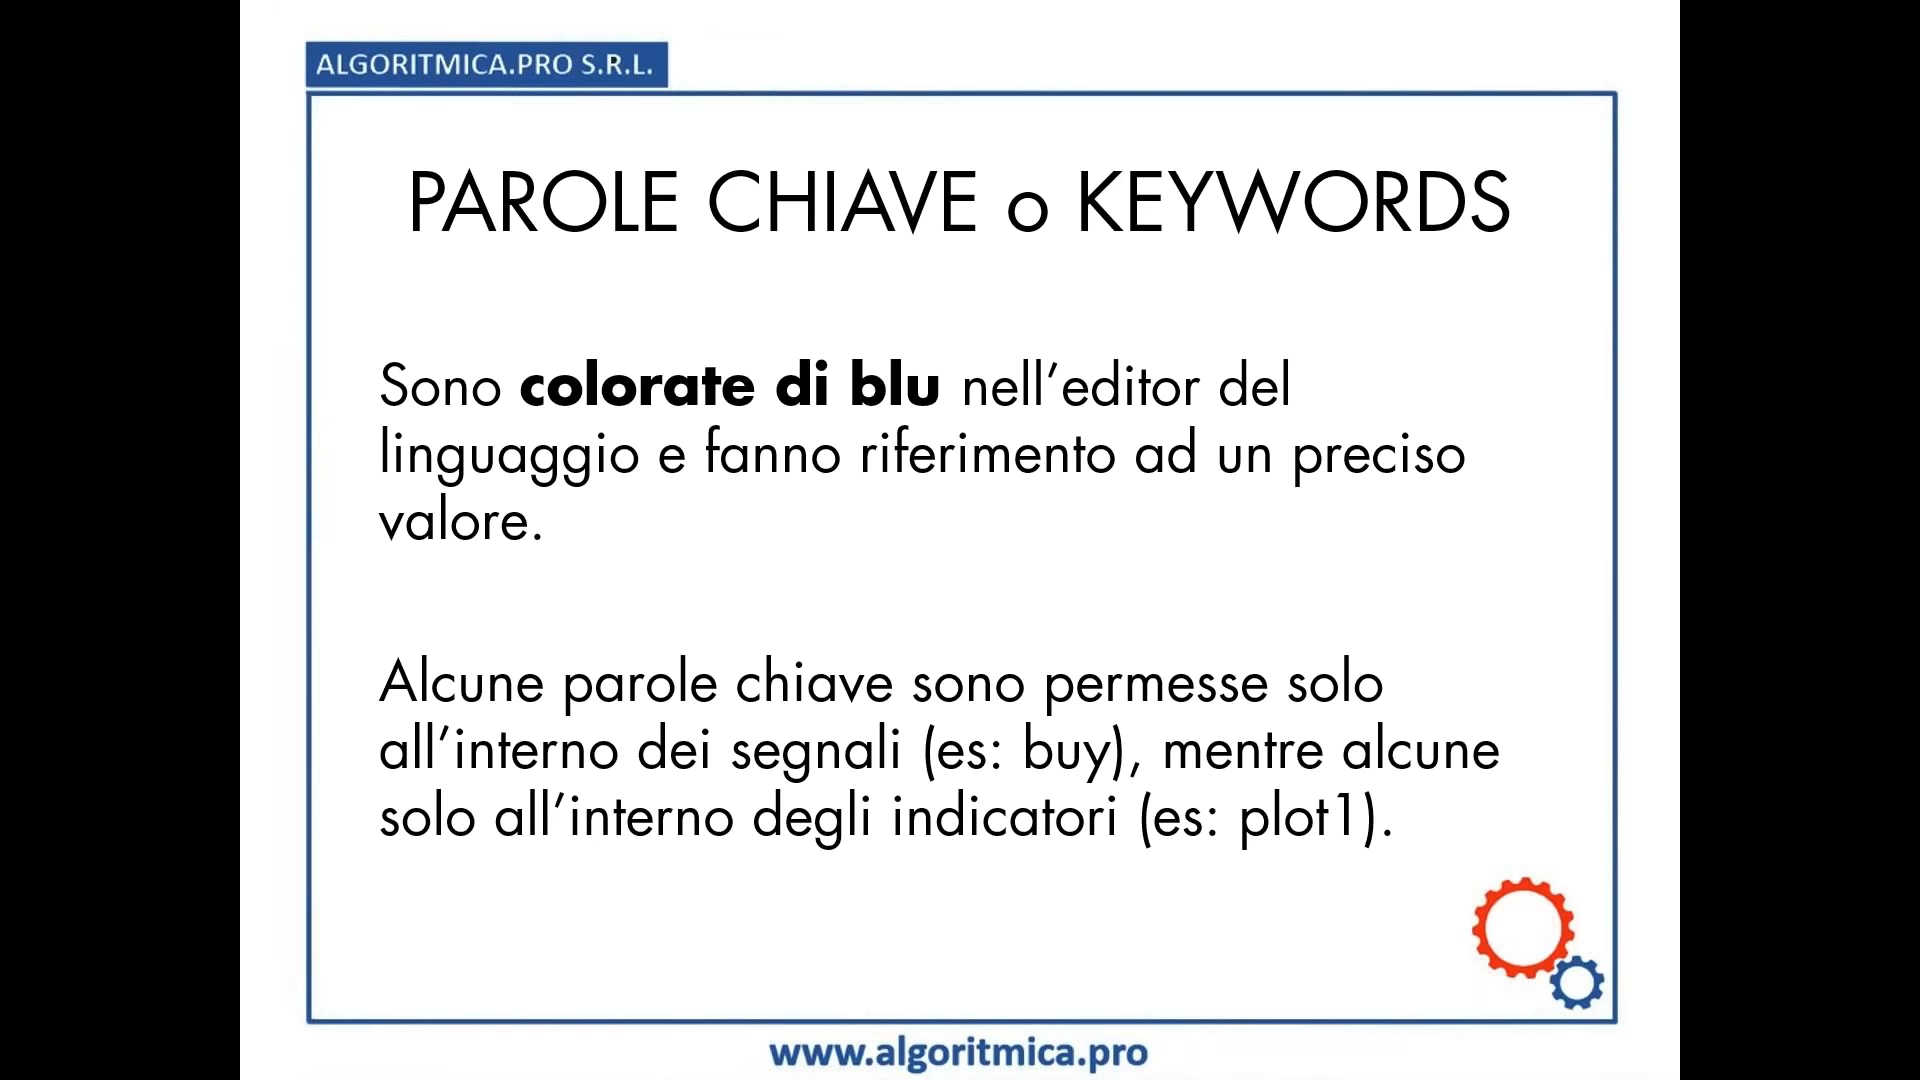 ALGORITMICA.PRO S.R.L.
PAROLE CHIAVE o KEYWORDS
Sono colorate di blu nell’editor del
linguaggio e fanno riferimento ad un preciso
valore.
Alcune parole chiave sono permesse solo
all’interno dei segnali (es: buy), mentre alcune
solo all’interno degli indicatori (es: plot1).
www.algoritmica.pro